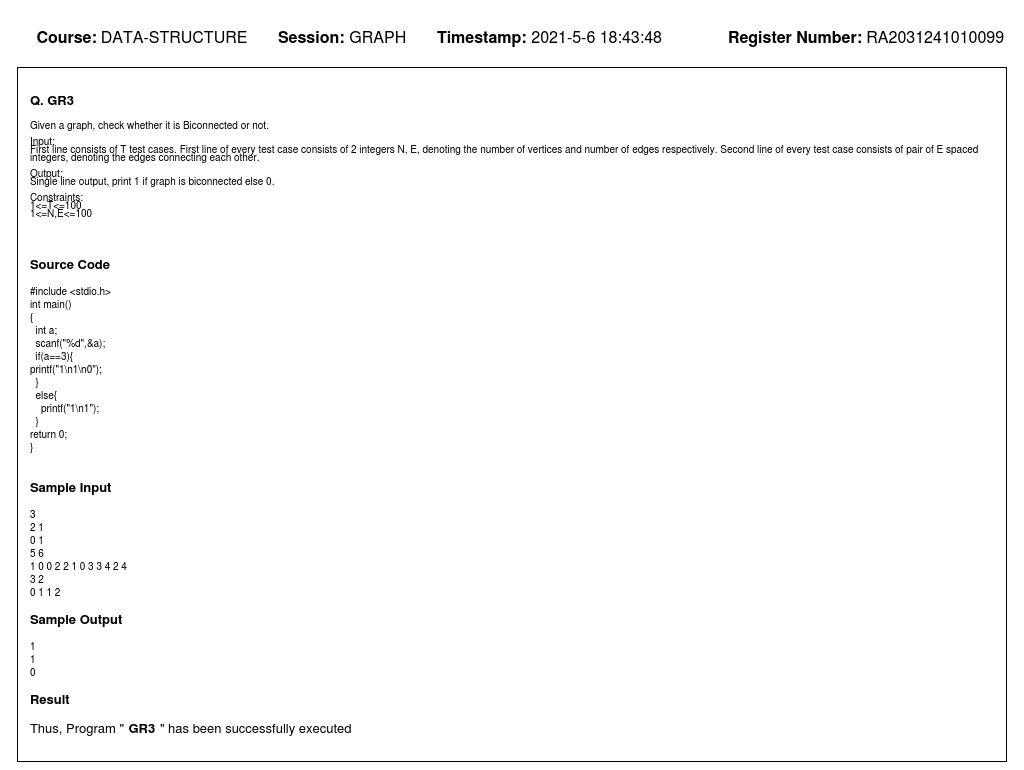 Course: DATA-STRUCTURE Session: GRAPH Timestamp: 2021-5-6 18:43:48 Register Number: RA2031241010099
Q. GR3
Given a graph, check whether it is Biconnected or not.
Input:
First line consists of T test cases. First line of every test case consists of 2 integers N, E, denoting the number of vertices and number of edges respectively. Second line of every test case consists of pair of E spaced
integers, denoting the edges connecting each other.
Output:
Single line output, print 1 if graph is biconnected else 0.
Constraints:
1<=T<=100
1<=N,E<=100
Source Code
#include <stdio.h>
int main()
{
int a;
scanf("%d",&a);
if(a==3){
printf("1\n1\n0");
}
else{
printf("1\n1");
}
return 0;
}
Sample Input
3
2 1
0 1
5 6
1 0 0 2 2 1 0 3 3 4 2 4
3 2
0 1 1 2
Sample Output
1
1
0
Result
Thus, Program " GR3 " has been successfully executed